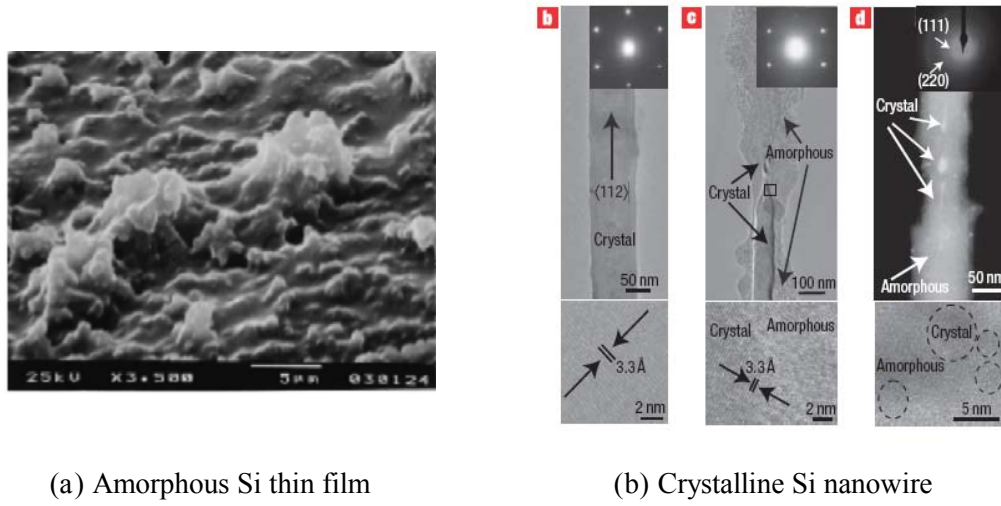 25kV X3,500 5μm 030124
b
⟨112⟩
Crystal
50 nm
3.3 Å
2 nm
c
Amorphous
Crystal
100 nm
Crystal Amorphous
3.3 Å
2 nm
d
(111)
(220)
Crystal
Amorphous
50 nm
Crystal
Amorphous
5 nm
(a) Amorphous Si thin film
(b) Crystalline Si nanowire